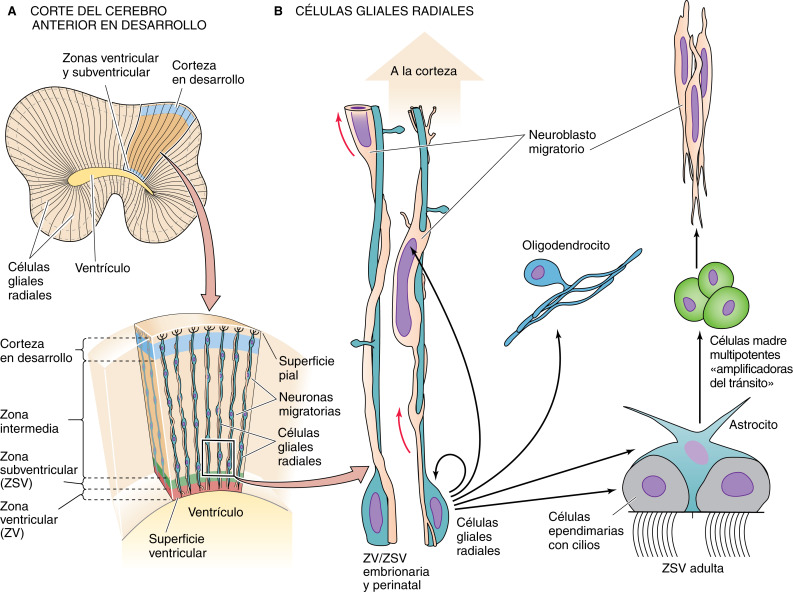 A CORTE DEL CEREBRO
ANTERIOR EN DESARROLLO
Zonas ventricular
y subventricular
Corteza
en desarrollo
Células
gliales
radiales
Ventrículo
Corteza
en desarrollo
Zona
intermedia
Zona
subventricular
(ZSV)
Zona
ventricular
(ZV)
Superficie
pial
Neuronas
migratorias
Células
gliales
radiales
Ventrículo
Superficie
ventricular
B CÉLULAS GLIALES RADIALES
A la corteza
Neuroblasto
migratorio
Oligodendrocito
Células madre
multipotentes
«amplificadoras
del tránsito»
Astrocito
Células
gliales
radiales
ZV/ZSV
embrionaria
y perinatal
Células
ependimarias
con cilios
ZSV adulta